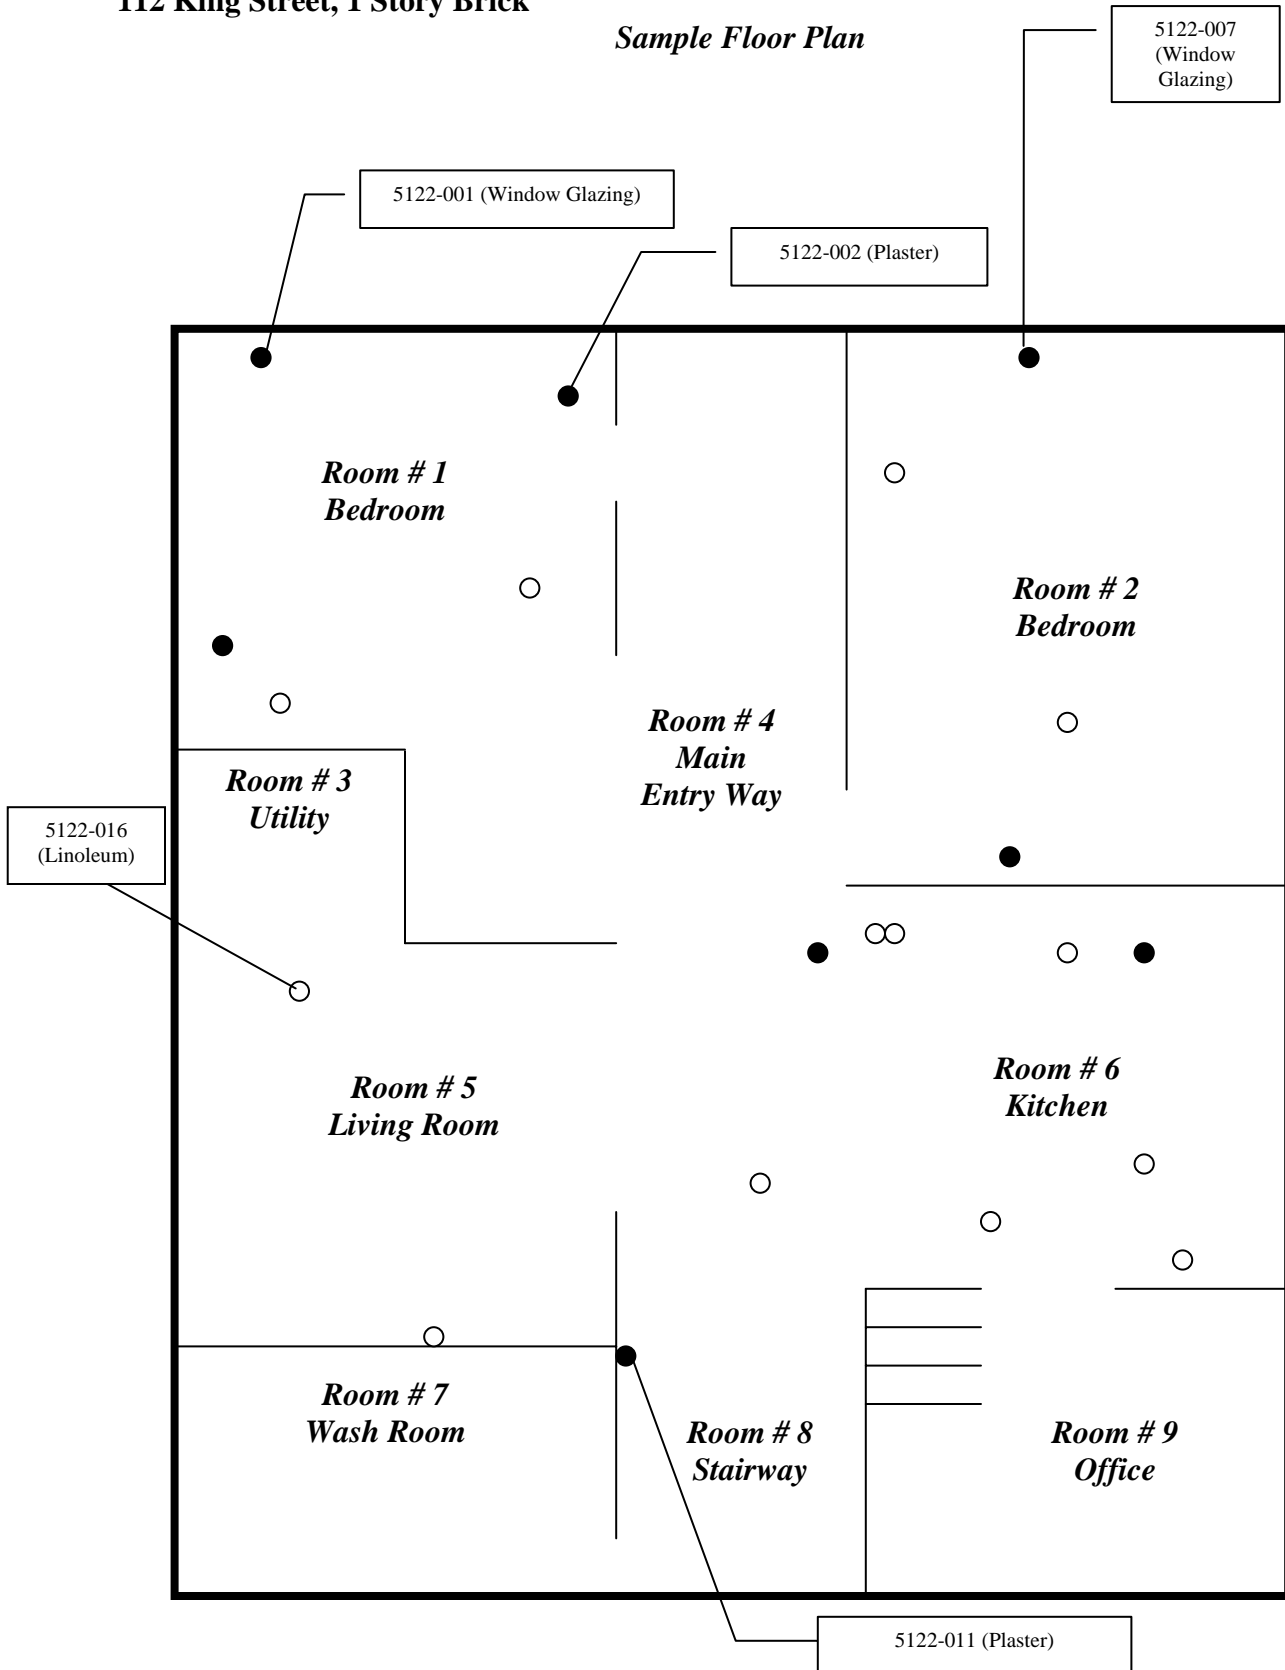 112 King Street, 1 Story Brick
Sample Floor Plan
5122-007
(Window
Glazing)
5122-001 (Window Glazing)
5122-002 (Plaster)
Room # 1
Bedroom
Room # 2
Bedroom
Room # 4
Main
Entry Way
Room # 3
Utility
5122-016
(Linoleum)
Room # 5
Living Room
Room # 6
Kitchen
Room # 7
Wash Room
Room # 8
Stairway
Room # 9
Office
5122-011 (Plaster)